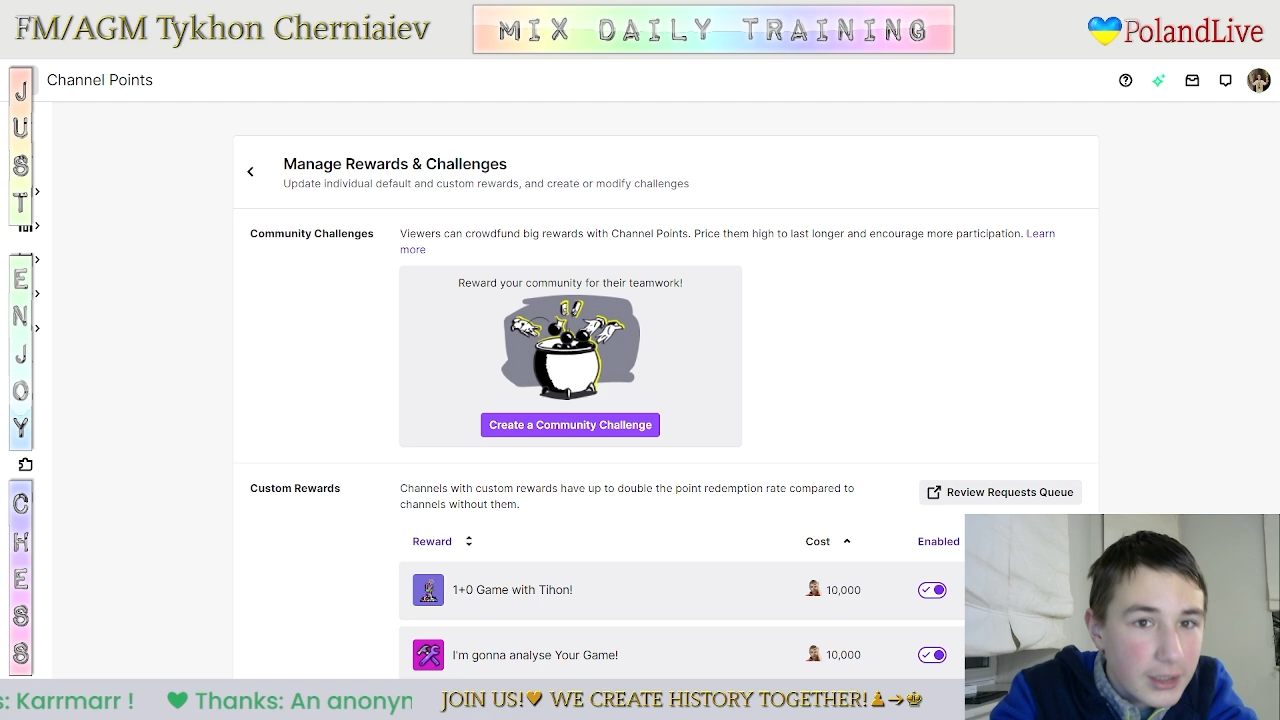 FM/AGM Tykhon Cherniaiev
MIX DAILY TRAINING
PolandLive
JUST
ENJOY
CHESS
Channel Points
Manage Rewards & Challenges
Update individual default and custom rewards, and create or modify challenges
Community Challenges
Viewers can crowdfund big rewards with Channel Points. Price them high to last longer and encourage more participation. Learn
more
Reward your community for their teamwork!
Create a Community Challenge
Custom Rewards
Channels with custom rewards have up to double the point redemption rate compared to
channels without them.
Review Requests Queue
Reward
Cost
Enabled
1+0 Game with Tihon!
10,000
I'm gonna analyse Your Game!
10,000
s: Karrmarr !
Thanks: An anonyn
JOIN US!🧡 WE CREATE HISTORY TOGETHER!♟➔♚